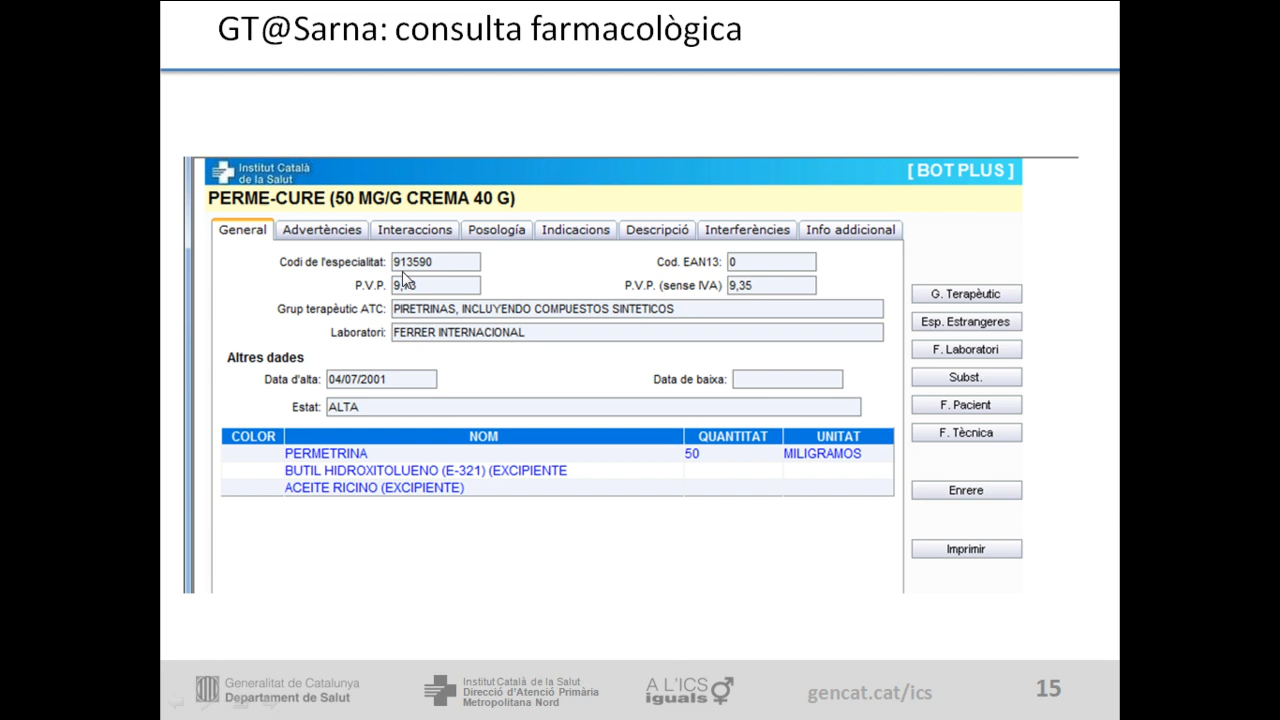 GT@Sarna: consulta farmacològica
Institut Català
de la Salut
[ BOT PLUS ]
PERME-CURE (50 MG/G CREMA 40 G)
General Advertències Interaccions Posología Indicacions Descripció Interferències Info addicional
Codi de l'especialitat: 913590 Cod. EAN13: 0
P.V.P. P.V.P. (sense IVA) 9,35
Grup terapèutic ATC: PIRETRINAS, INCLUYENDO COMPUESTOS SINTETICOS
Laboratori: FERRER INTERNACIONAL
Altres dades
Data d'alta: 04/07/2001 Data de baixa:
Estat: ALTA
COLOR NOM QUANTITAT UNITAT
PERMETRINA 50 MILIGRAMOS
BUTIL HIDROXITOLUENO (E-321) (EXCIPIENTE
ACEITE RICINO (EXCIPIENTE)
G. Terapèutic
Esp. Estrangeres
F. Laboratori
Subst.
F. Pacient
F. Tècnica
Enrere
Imprimir
Generalitat de Catalunya
Departament de Salut
Institut Català de la Salut
Direcció d'Atenció Primària
Metropolitana Nord
A L'ICS
iguals
gencat.cat/ics
15